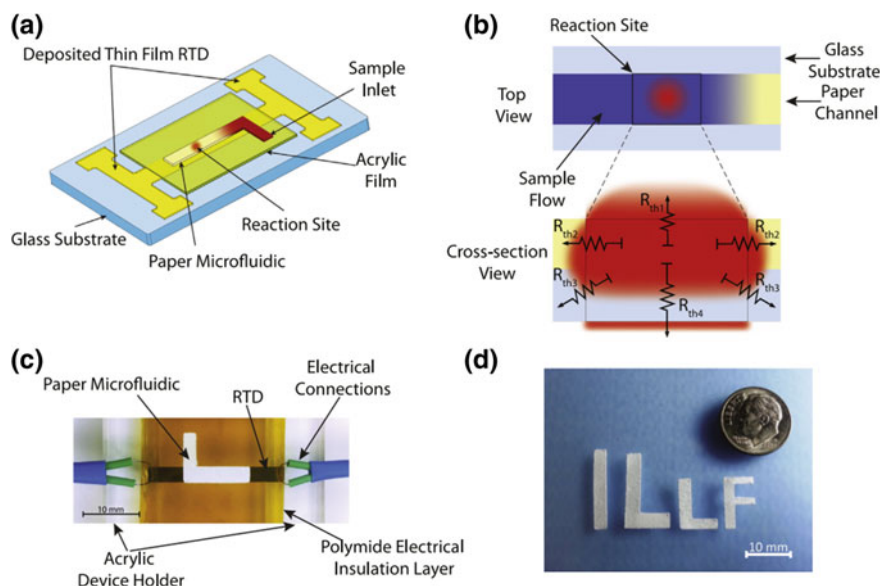 (a)
Deposited Thin Film RTD
Sample
Inlet
Acrylic
Film
Reaction Site
Glass Substrate
Paper Microfluidic
(b)
Reaction Site
Glass
Substrate
Paper
Channel
Top
View
Sample
Flow
Cross-section
View
Rth1
Rth2
Rth2
Rth3
Rth3
Rth4
(c)
Paper Microfluidic
Electrical
Connections
RTD
10 mm
Acrylic
Device Holder
Polymide Electrical
Insulation Layer
(d)
10 mm